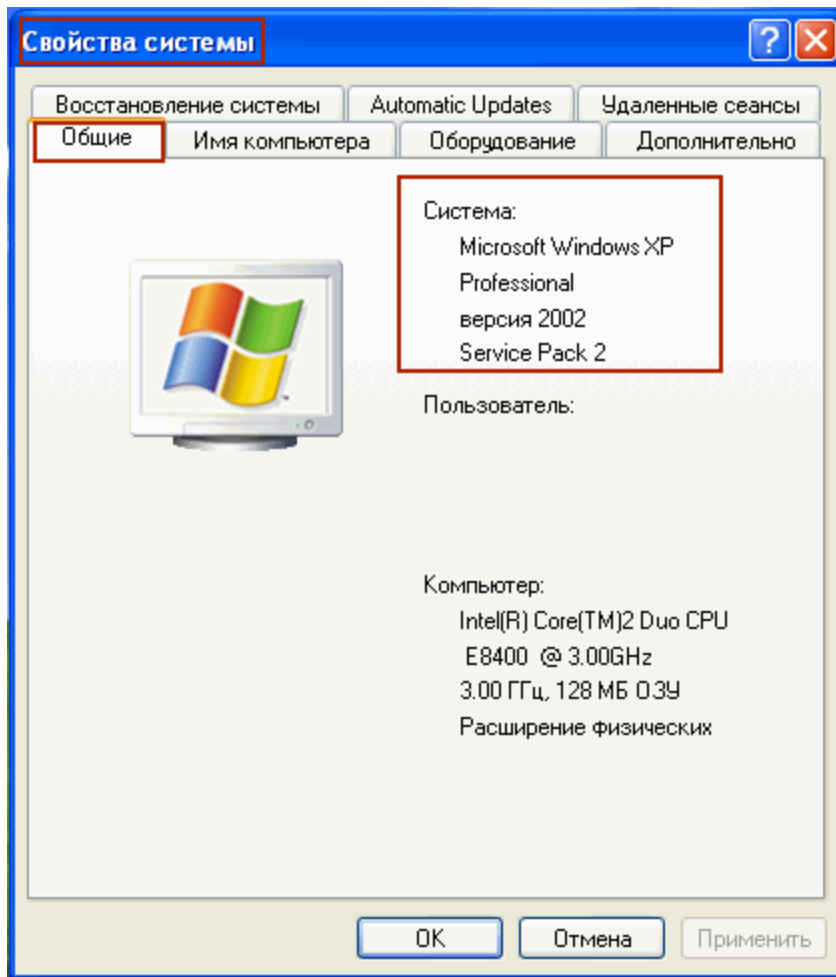 Свойства системы
Восстановление системы
Automatic Updates
Удаленные сеансы
Общие
Имя компьютера
Оборудование
Дополнительно
Система:
Microsoft Windows XP
Professional
версия 2002
Service Pack 2
Пользователь:
Компьютер:
Intel(R) Core(TM)2 Duo CPU
E8400 @ 3.00GHz
3.00 ГГц, 128 МБ ОЗУ
Расширение физических
OK
Отмена
Применить